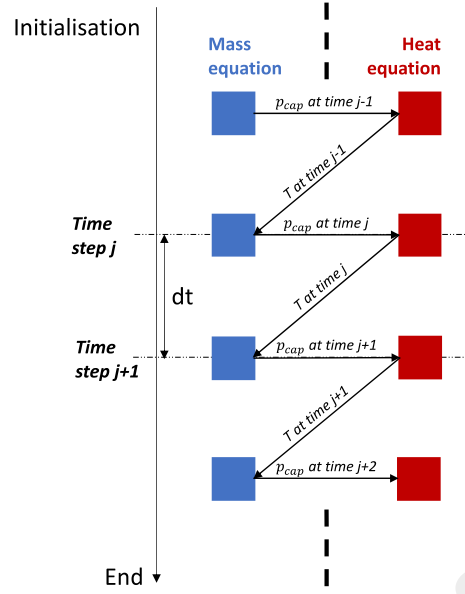 Initialisation
Mass
equation
Heat
equation
p_cap at time j-1
T at time j-1
Time
step j
p_cap at time j
dt
T at time j
Time
step j+1
p_cap at time j+1
T at time j+1
p_cap at time j+2
End